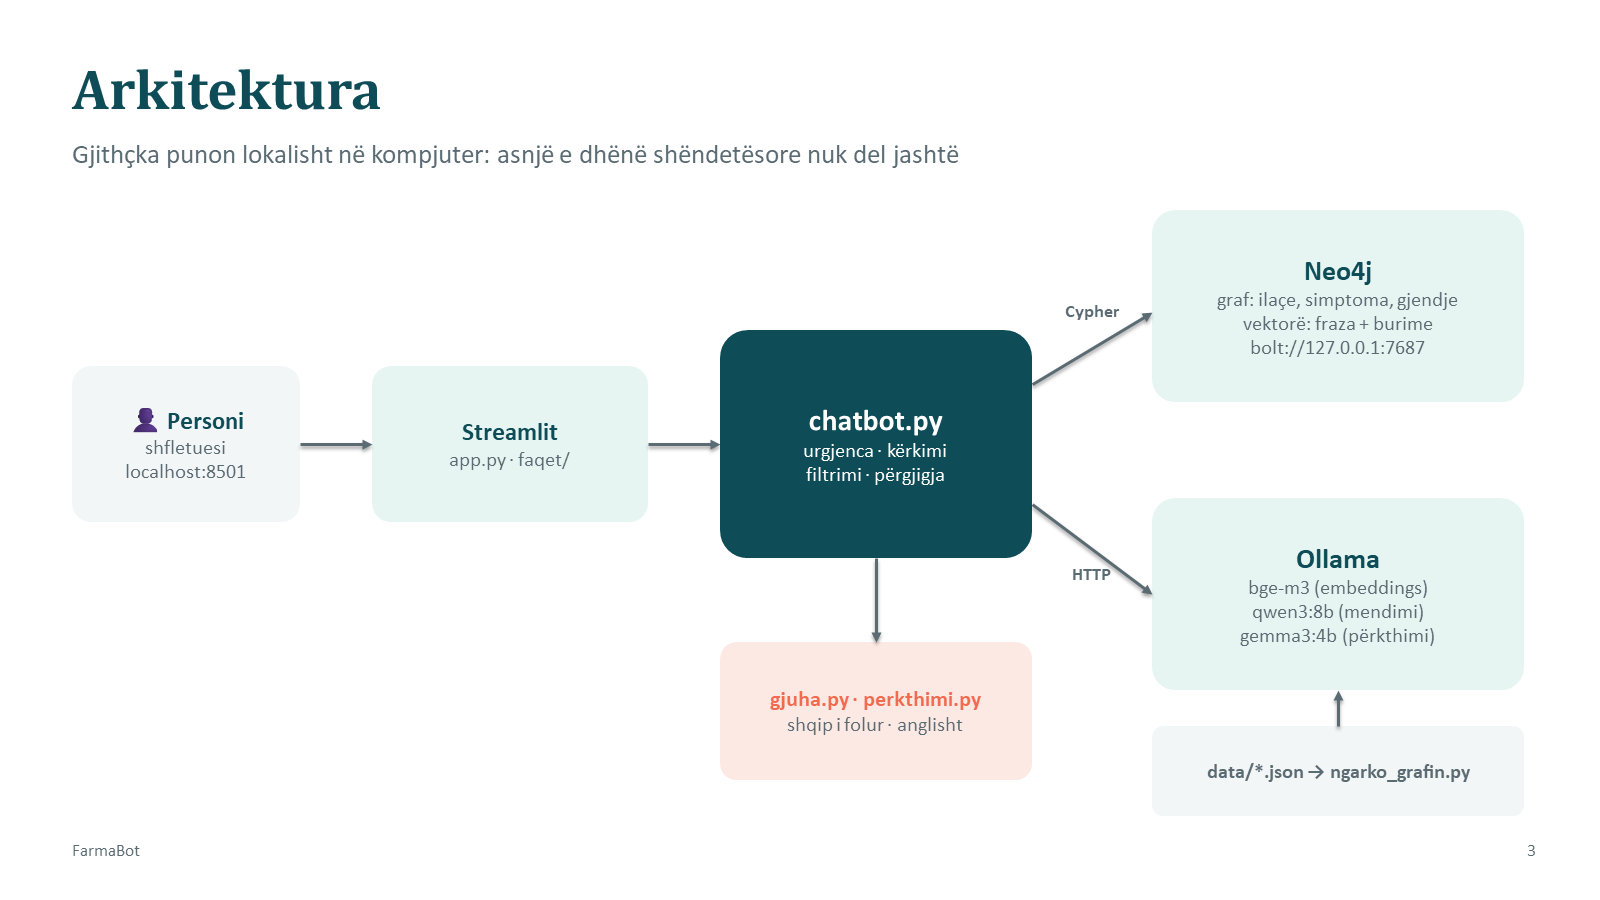 Arkitektura
Gjithçka punon lokalisht në kompjuter: asnjë e dhënë shëndetësore nuk del jashtë
Personi
shfletuesi
localhost:8501
Streamlit
app.py · faqet/
chatbot.py
urgjenca · kërkimi
filtrimi · përgjigja
Cypher
Neo4j
graf: ilaçe, simptoma, gjendje
vektorë: fraza + burime
bolt://127.0.0.1:7687
HTTP
Ollama
bge-m3 (embeddings)
qwen3:8b (mendimi)
gemma3:4b (përkthimi)
gjuha.py · perkthimi.py
shqip i folur · anglisht
data/*.json → ngarko_grafin.py
FarmaBot
3